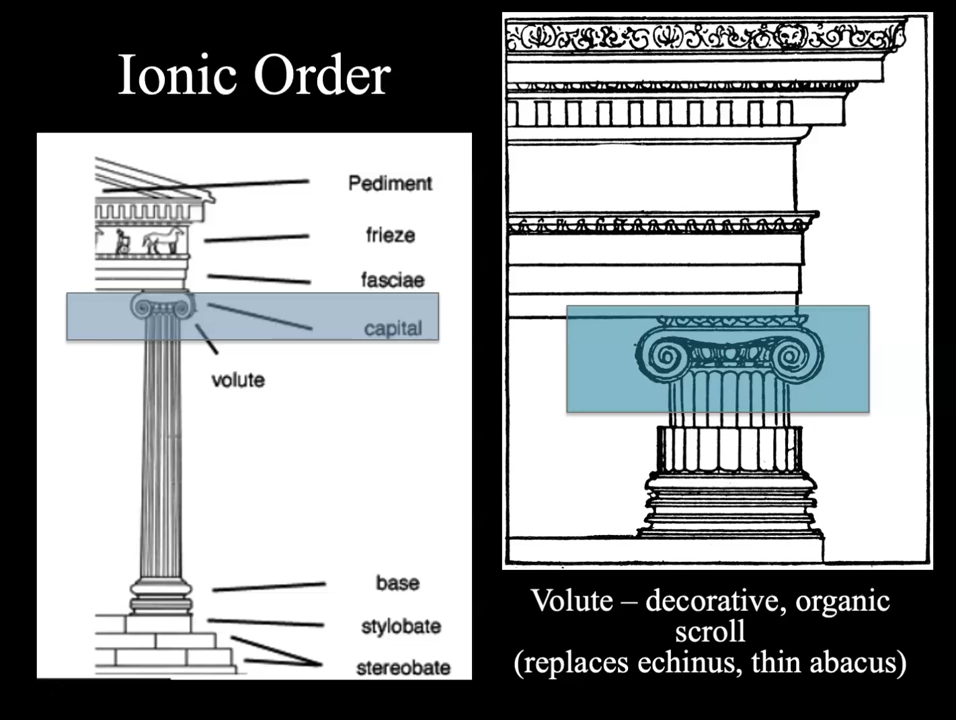 Ionic Order
Pediment
frieze
fasciae
capital
volute
base
stylobate
stereobate
Volute – decorative, organic
scroll
(replaces echinus, thin abacus)